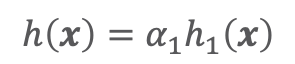 h(x) = α₁h₁(x)